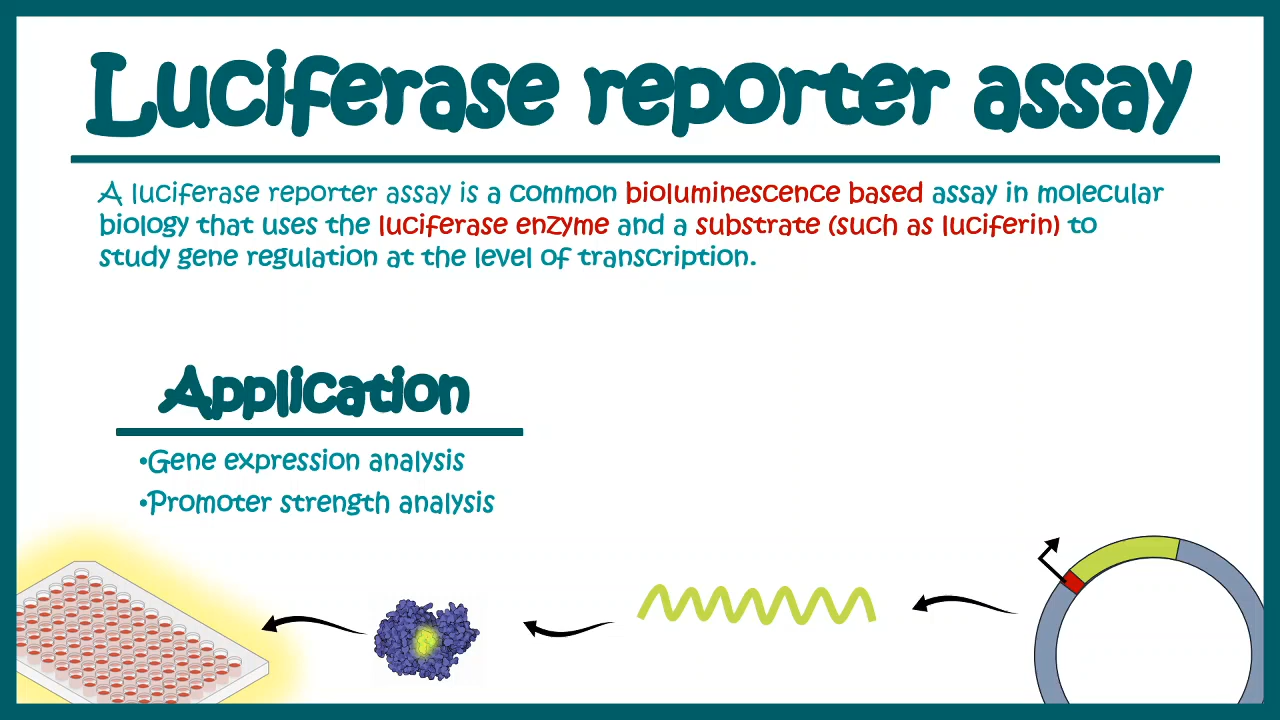 Luciferase reporter assay
A luciferase reporter assay is a common bioluminescence based assay in molecular
biology that uses the luciferase enzyme and a substrate (such as luciferin) to
study gene regulation at the level of transcription.
Application
•Gene expression analysis
•Promoter strength analysis